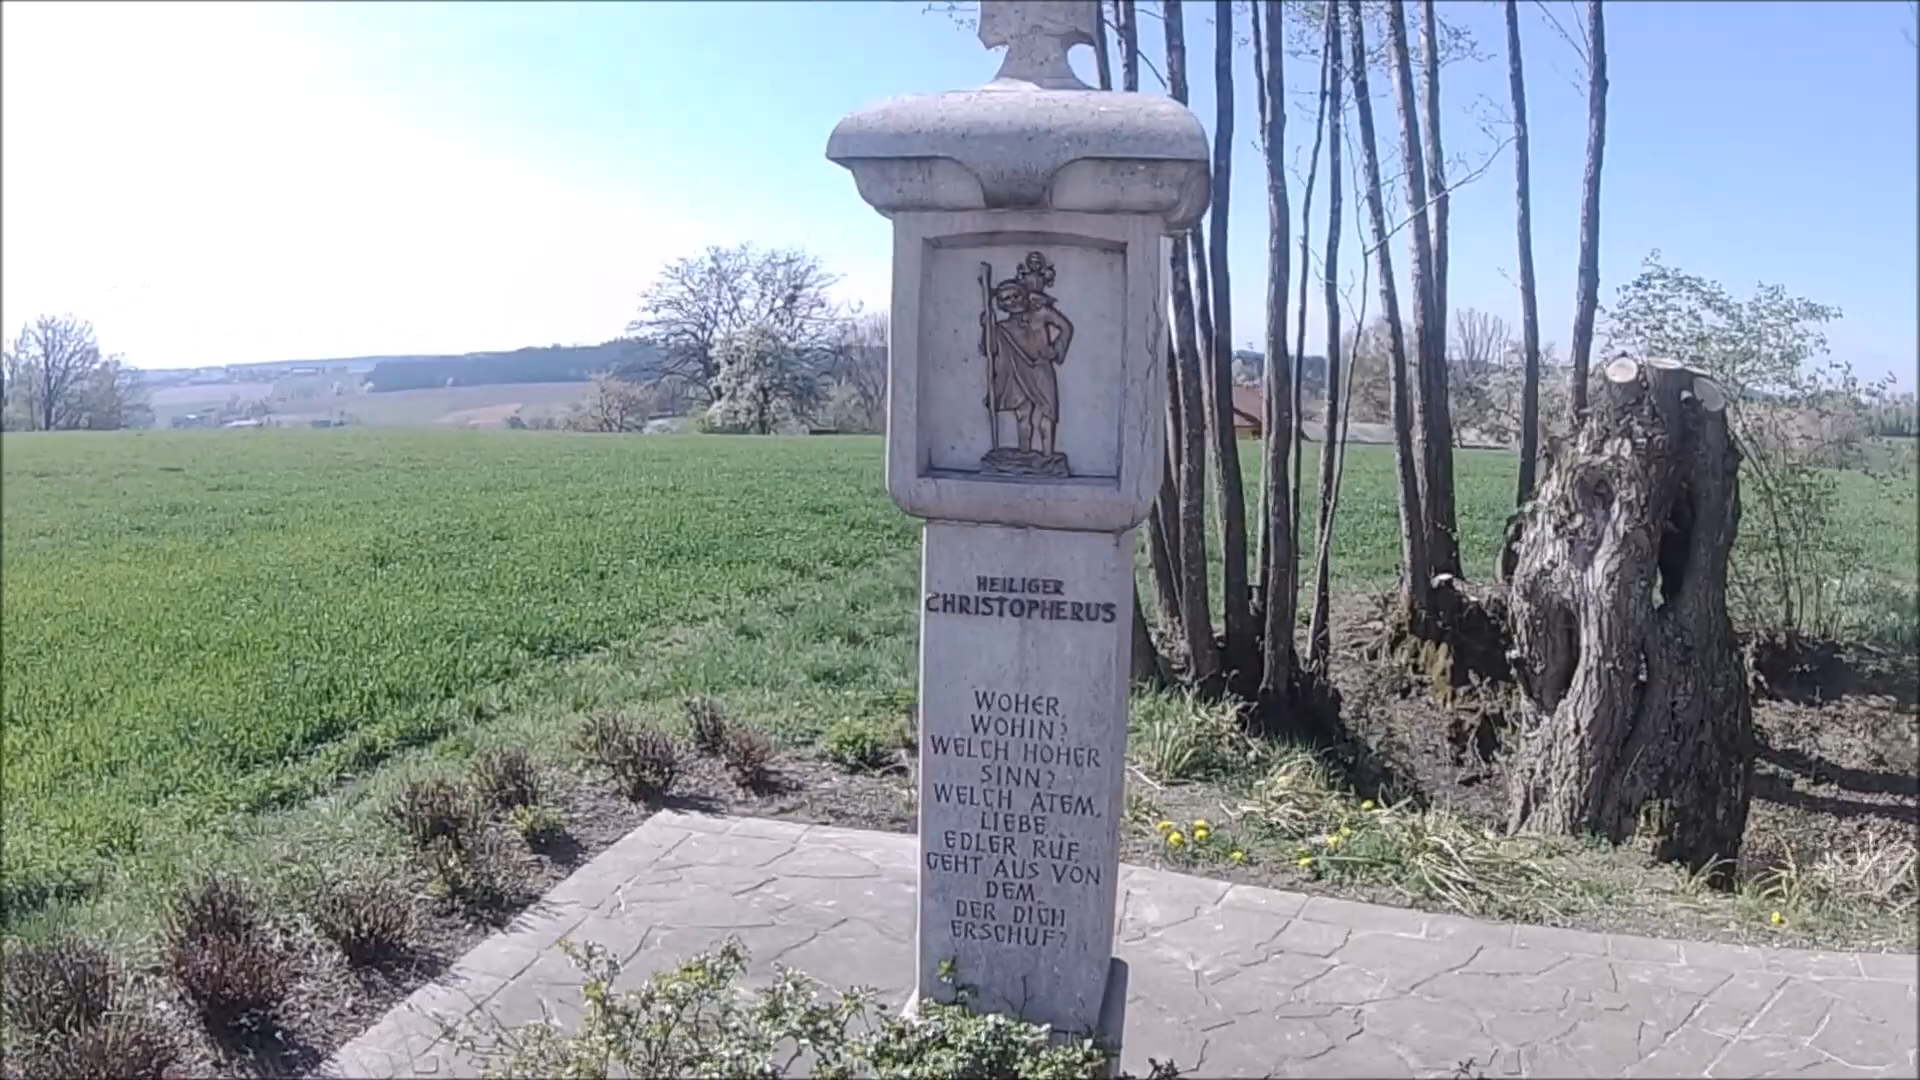 HEILIGER
CHRISTOPHERUS
WOHER,
WOHIN?
WELCH HOHER
SINN?
WELCH ATEM,
LIEBE,
EDLER RUF,
GEHT AUS VON
DEM,
DER DICH
ERSCHUF?